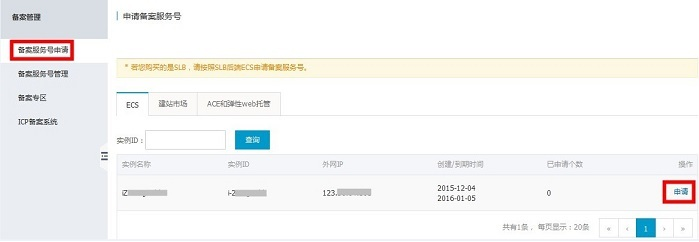 备案管理
备案服务号申请
备案服务号管理
备案专区
ICP备案系统
申请备案服务号
* 若您购买的是SLB，请按照SLB后端ECS申请备案服务号。
ECS 建站市场 ACE和弹性web托管
实例ID： 查询
实例名称 实例ID 外网IP 创建/到期时间 已申请个数 操作
iZ i-2 123. 2015-12-04 0 申请
2016-01-05
共有1条，每页显示：20条 « ‹ 1 › »